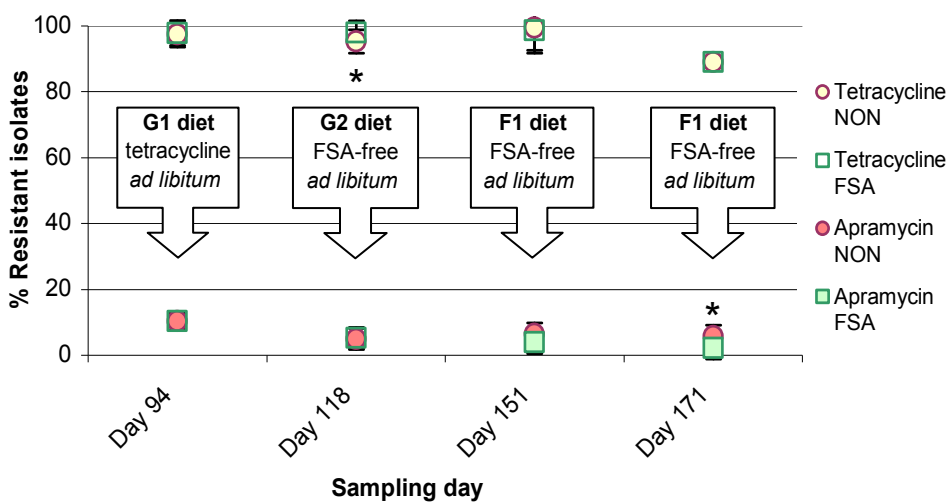 % Resistant isolates
100
80
60
40
20
0
*
*
G1 diet
tetracycline
ad libitum
G2 diet
FSA-free
ad libitum
F1 diet
FSA-free
ad libitum
F1 diet
FSA-free
ad libitum
Day 94
Day 118
Day 151
Day 171
Sampling day
Tetracycline
NON
Tetracycline
FSA
Apramycin
NON
Apramycin
FSA